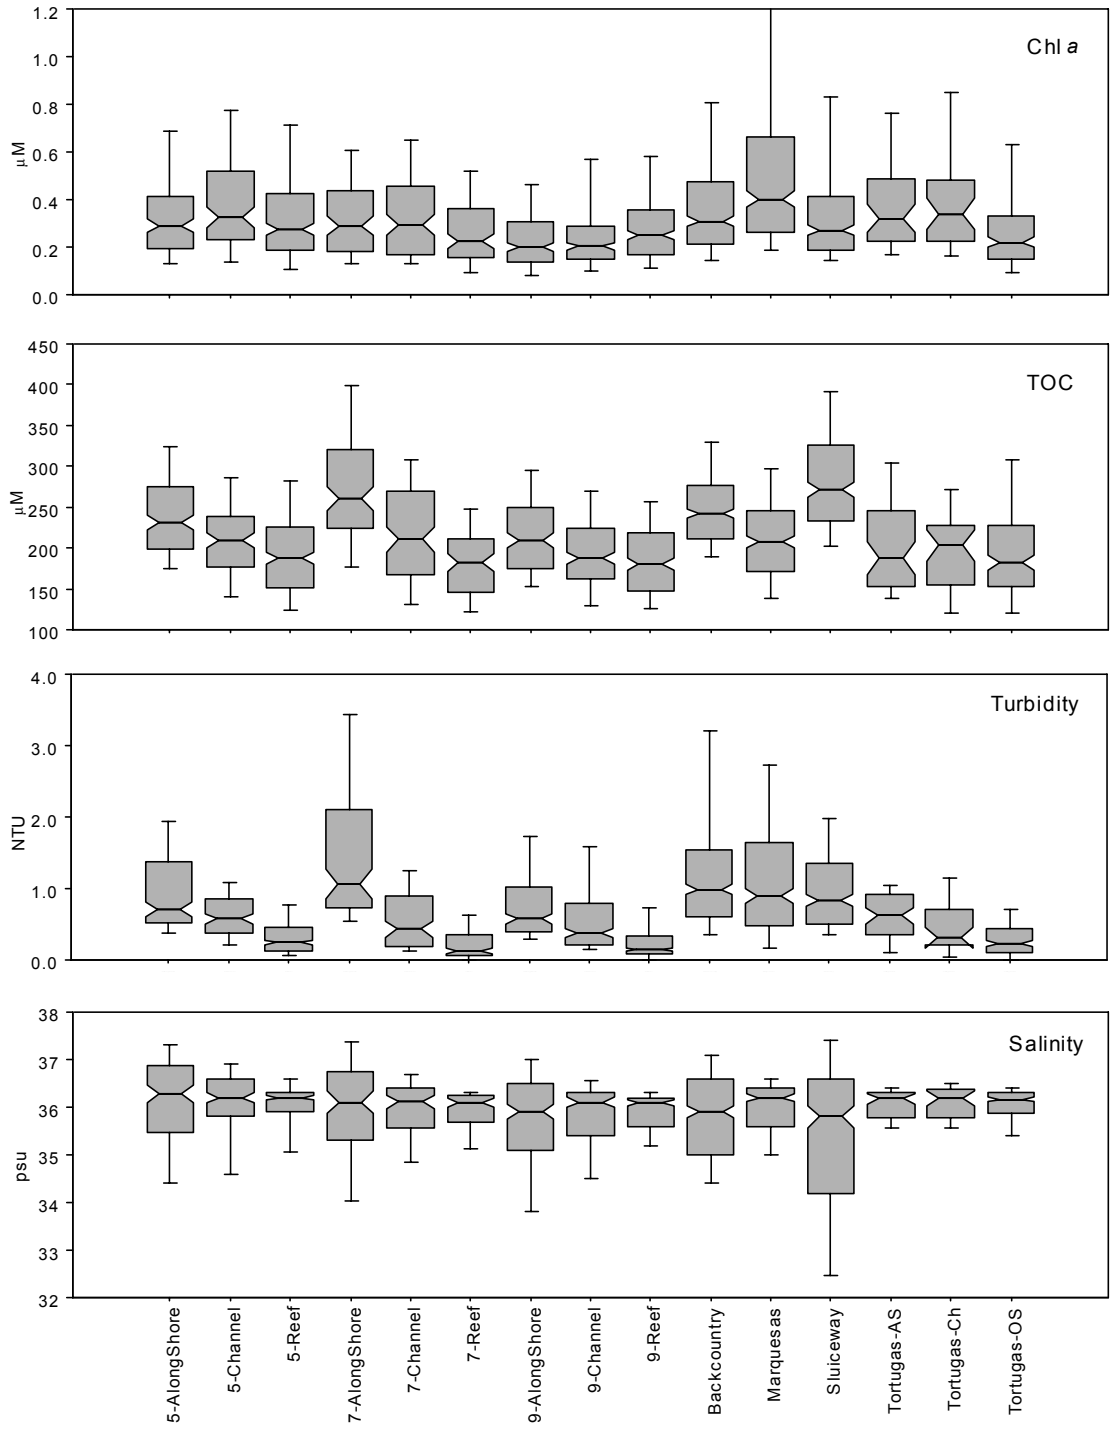 1.2
1.0
0.8
0.6
0.4
0.2
0.0
μM
Chl a
450
400
350
300
250
200
150
100
μM
TOC
4.0
3.0
2.0
1.0
0.0
NTU
Turbidity
38
37
36
35
34
33
32
psu
Salinity
5-AlongShore
5-Channel
5-Reef
7-AlongShore
7-Channel
7-Reef
9-AlongShore
9-Channel
9-Reef
Backcountry
Marquesas
Sluiceway
Tortugas-AS
Tortugas-Ch
Tortugas-OS